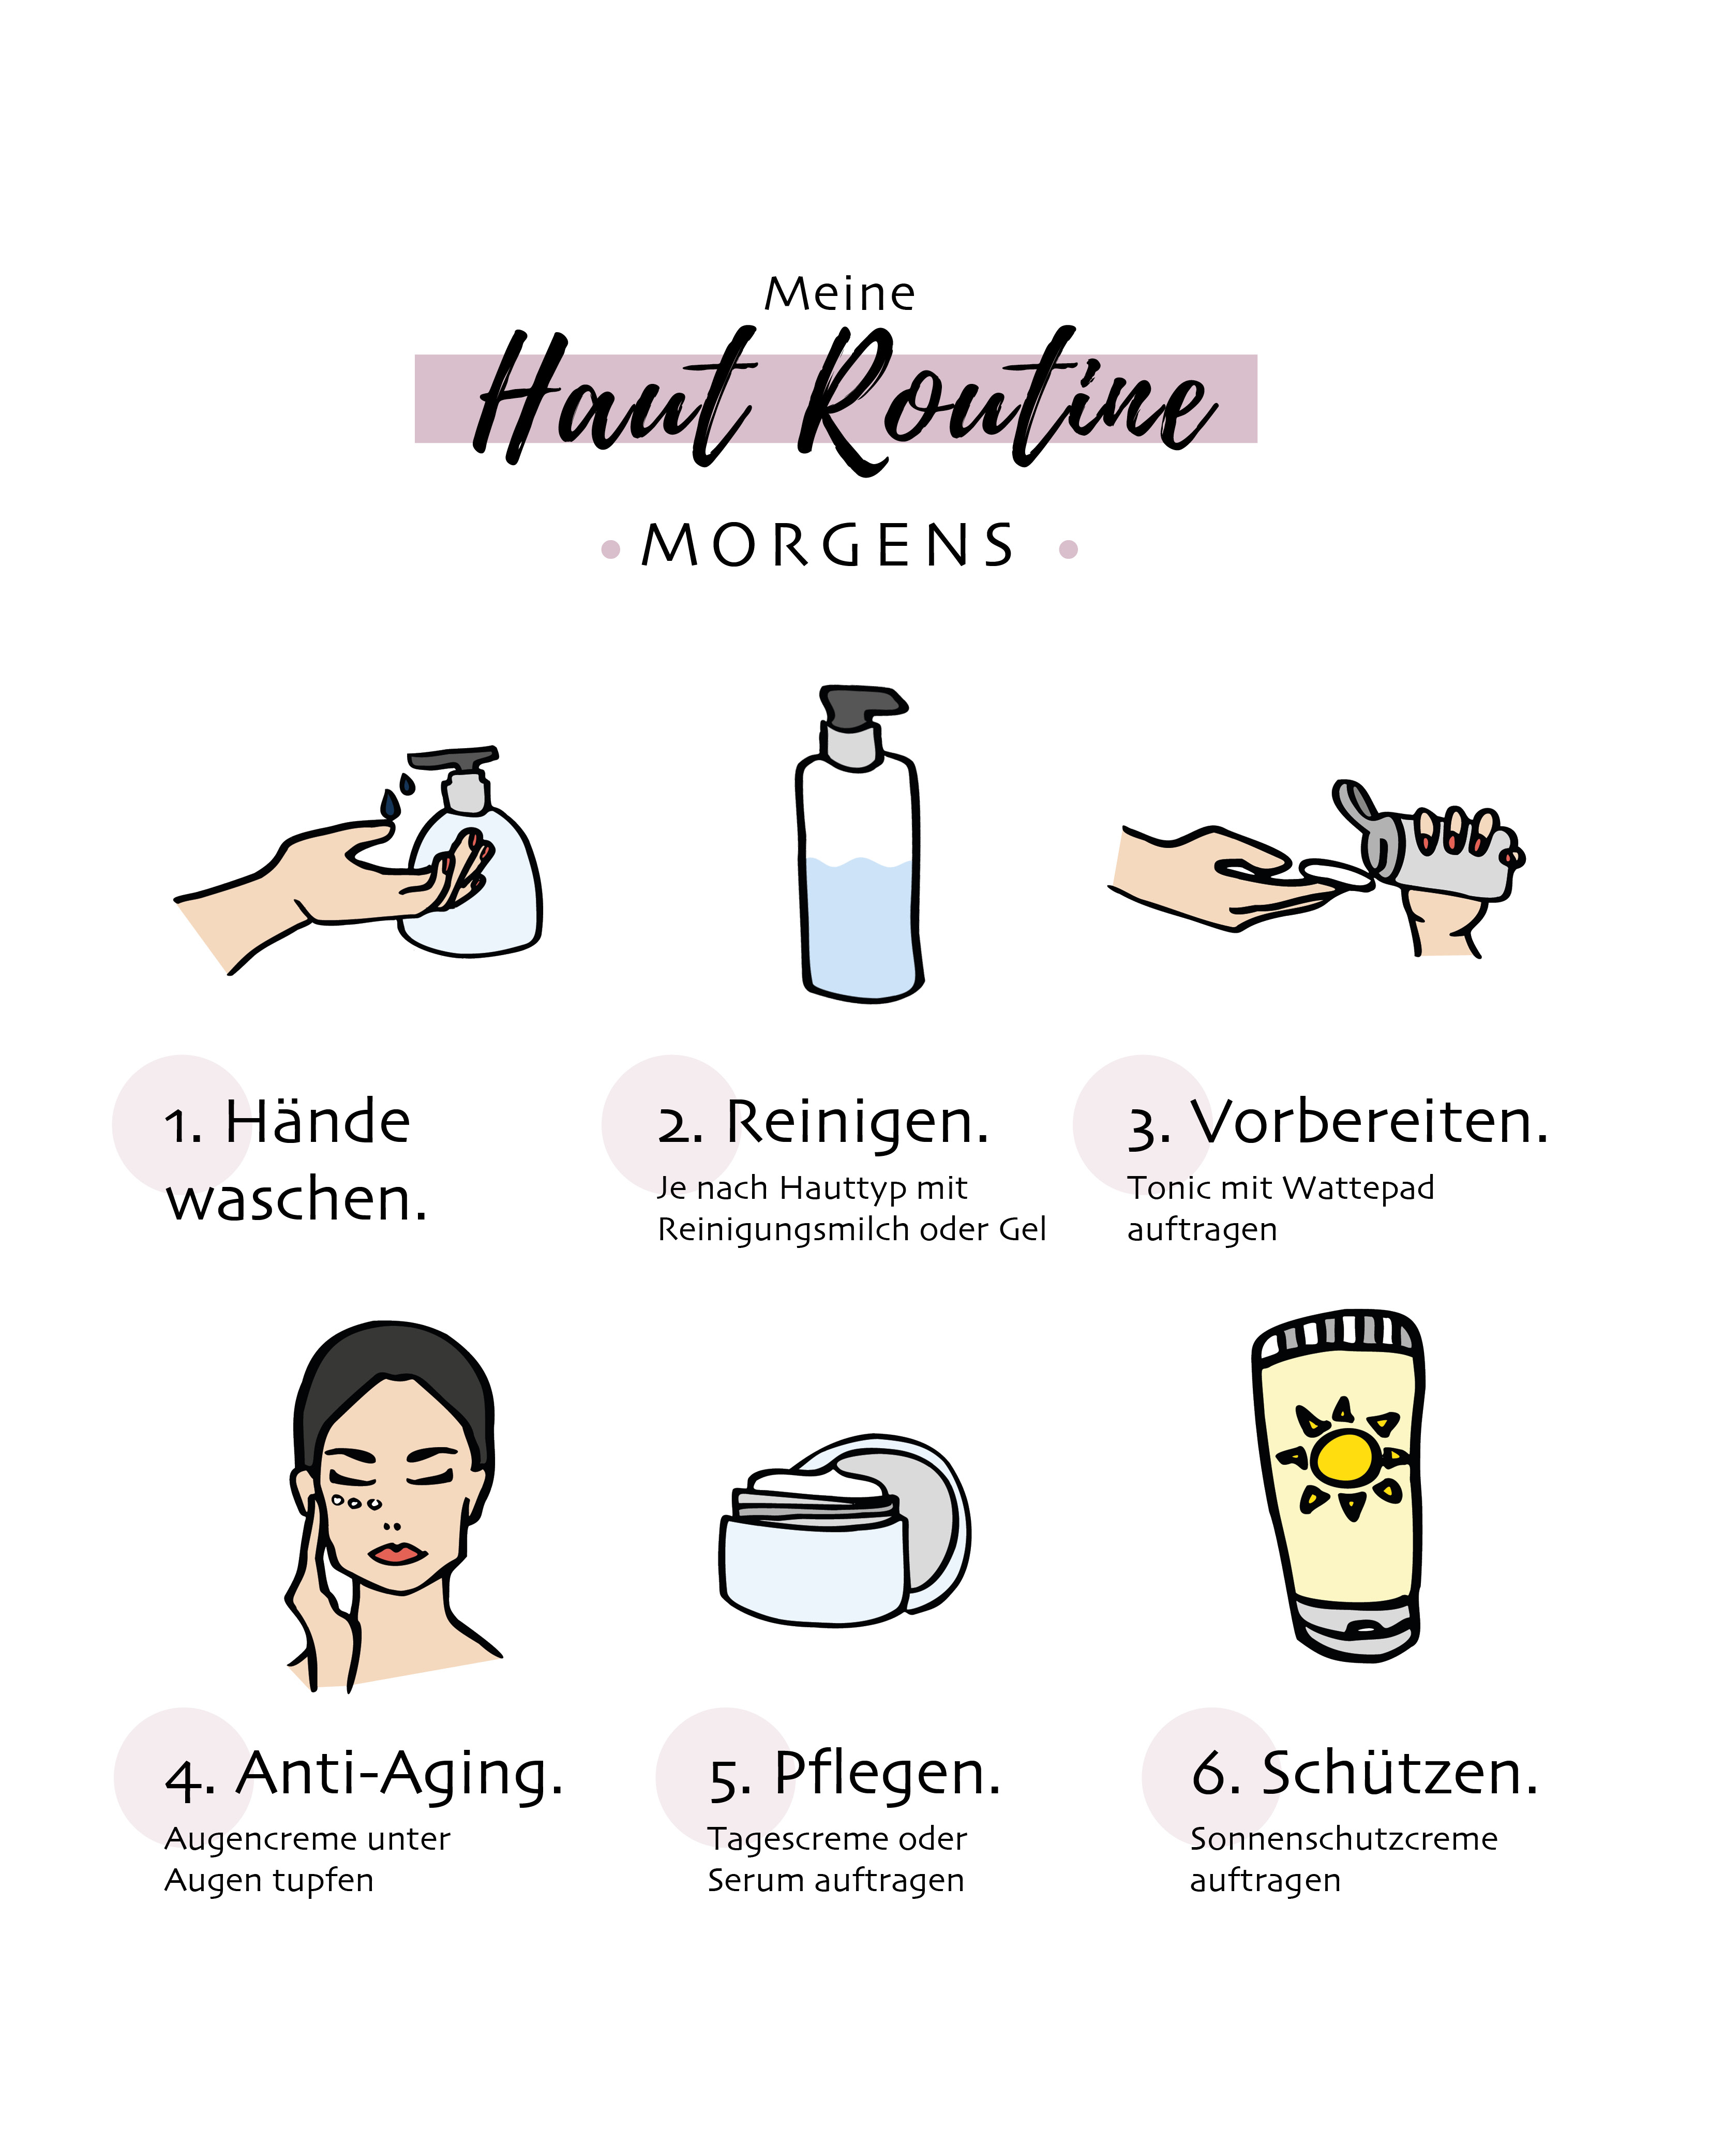 Meine
Haut Routine
MORGENS
1. Hände
waschen.
2. Reinigen.
Je nach Hauttyp mit
Reinigungsmilch oder Gel
3. Vorbereiten.
Tonic mit Wattepad
auftragen
4. Anti-Aging.
Augencreme unter
Augen tupfen
5. Pflegen.
Tagescreme oder
Serum auftragen
6. Schützen.
Sonnenschutzcreme
auftragen